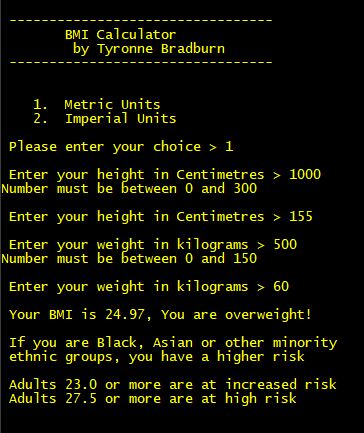 ---------------------------------
BMI Calculator
by Tyronne Bradburn
---------------------------------
1. Metric Units
2. Imperial Units
Please enter your choice > 1
Enter your height in Centimetres > 1000
Number must be between 0 and 300
Enter your height in Centimetres > 155
Enter your weight in kilograms > 500
Number must be between 0 and 150
Enter your weight in kilograms > 60
Your BMI is 24.97, You are overweight!
If you are Black, Asian or other minority
ethnic groups, you have a higher risk
Adults 23.0 or more are at increased risk
Adults 27.5 or more are at high risk